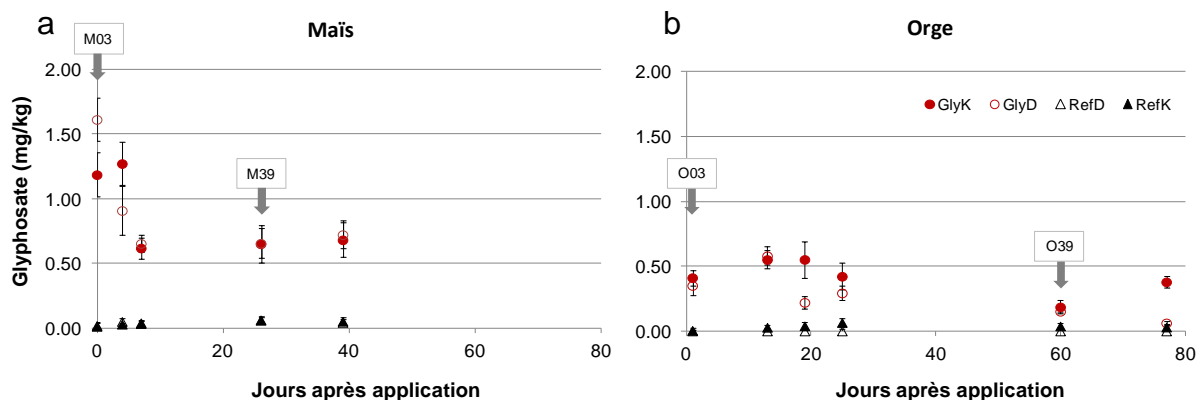 a
Maïs
M03
2.00
1.50
M39
1.00
0.50
0.00
Glyphosate (mg/kg)
0 20 40 60 80
Jours après application
b
Orge
2.00
GlyK GlyD RefD RefK
1.50
O03
1.00
O39
0.50
0.00
0 20 40 60 80
Jours après application